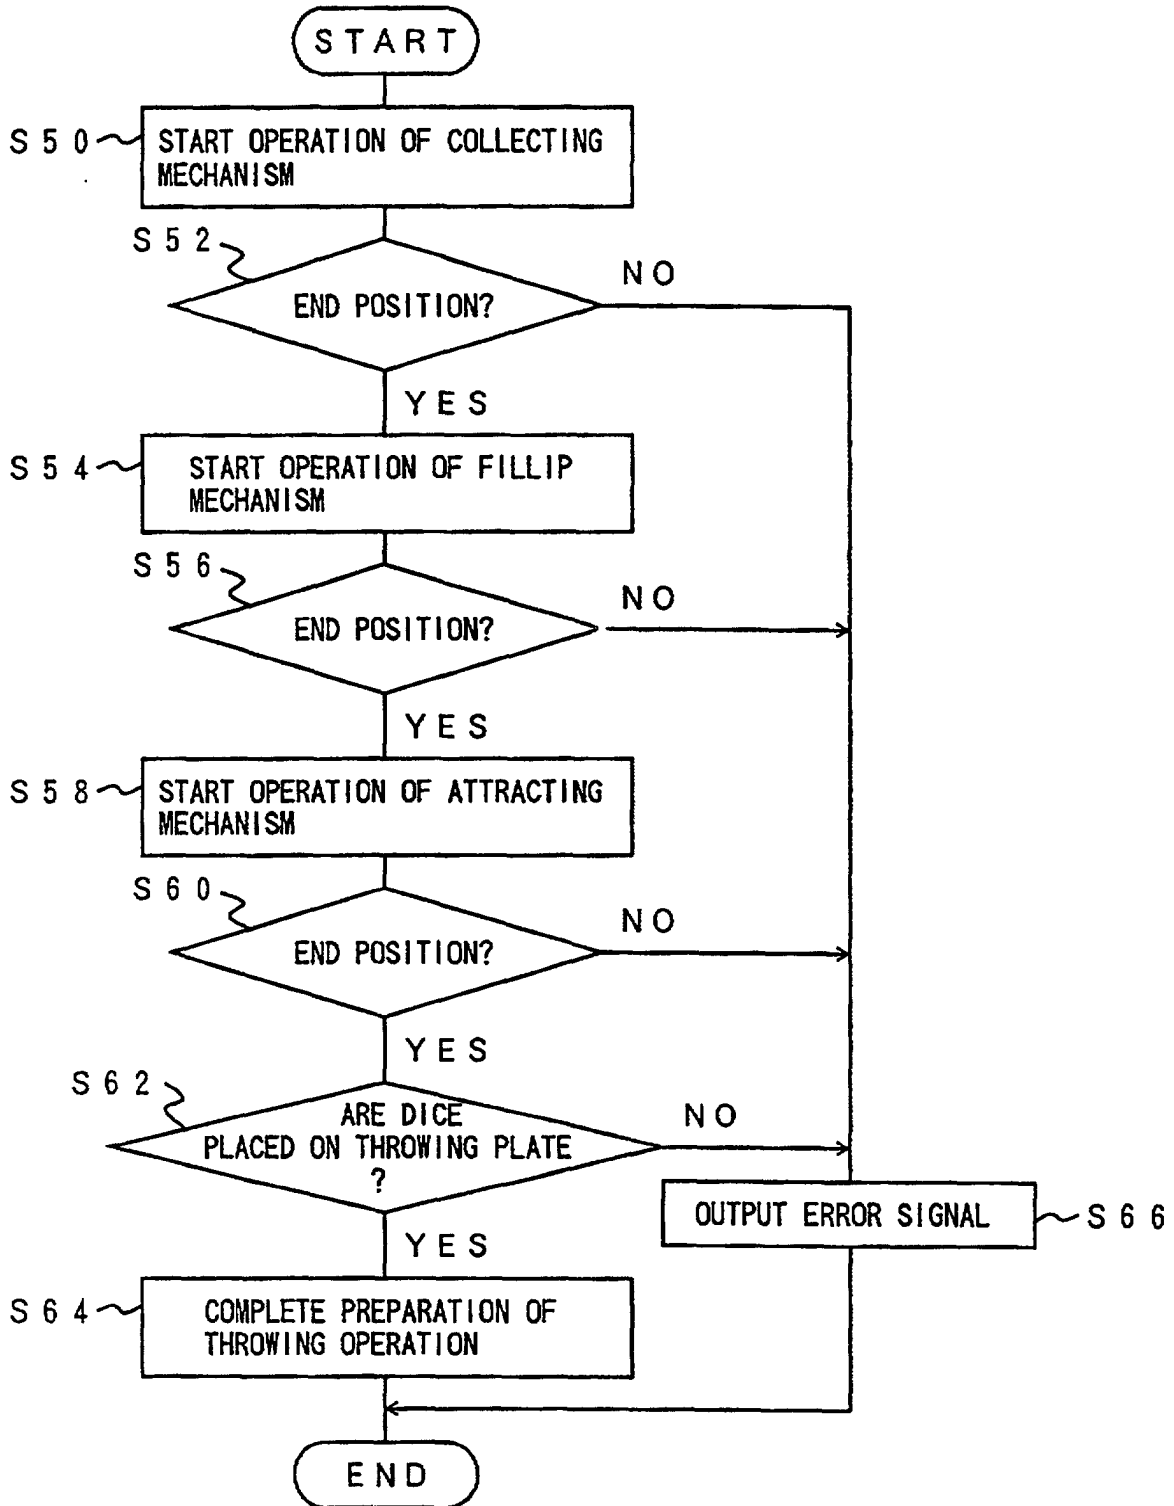 START
S50
START OPERATION OF COLLECTING
MECHANISM
S52
END POSITION?
NO
YES
S54
START OPERATION OF FILLIP
MECHANISM
S56
END POSITION?
NO
YES
S58
START OPERATION OF ATTRACTING
MECHANISM
S60
END POSITION?
NO
YES
S62
ARE DICE
PLACED ON THROWING PLATE
?
NO
YES
OUTPUT ERROR SIGNAL
S66
S64
COMPLETE PREPARATION OF
THROWING OPERATION
END